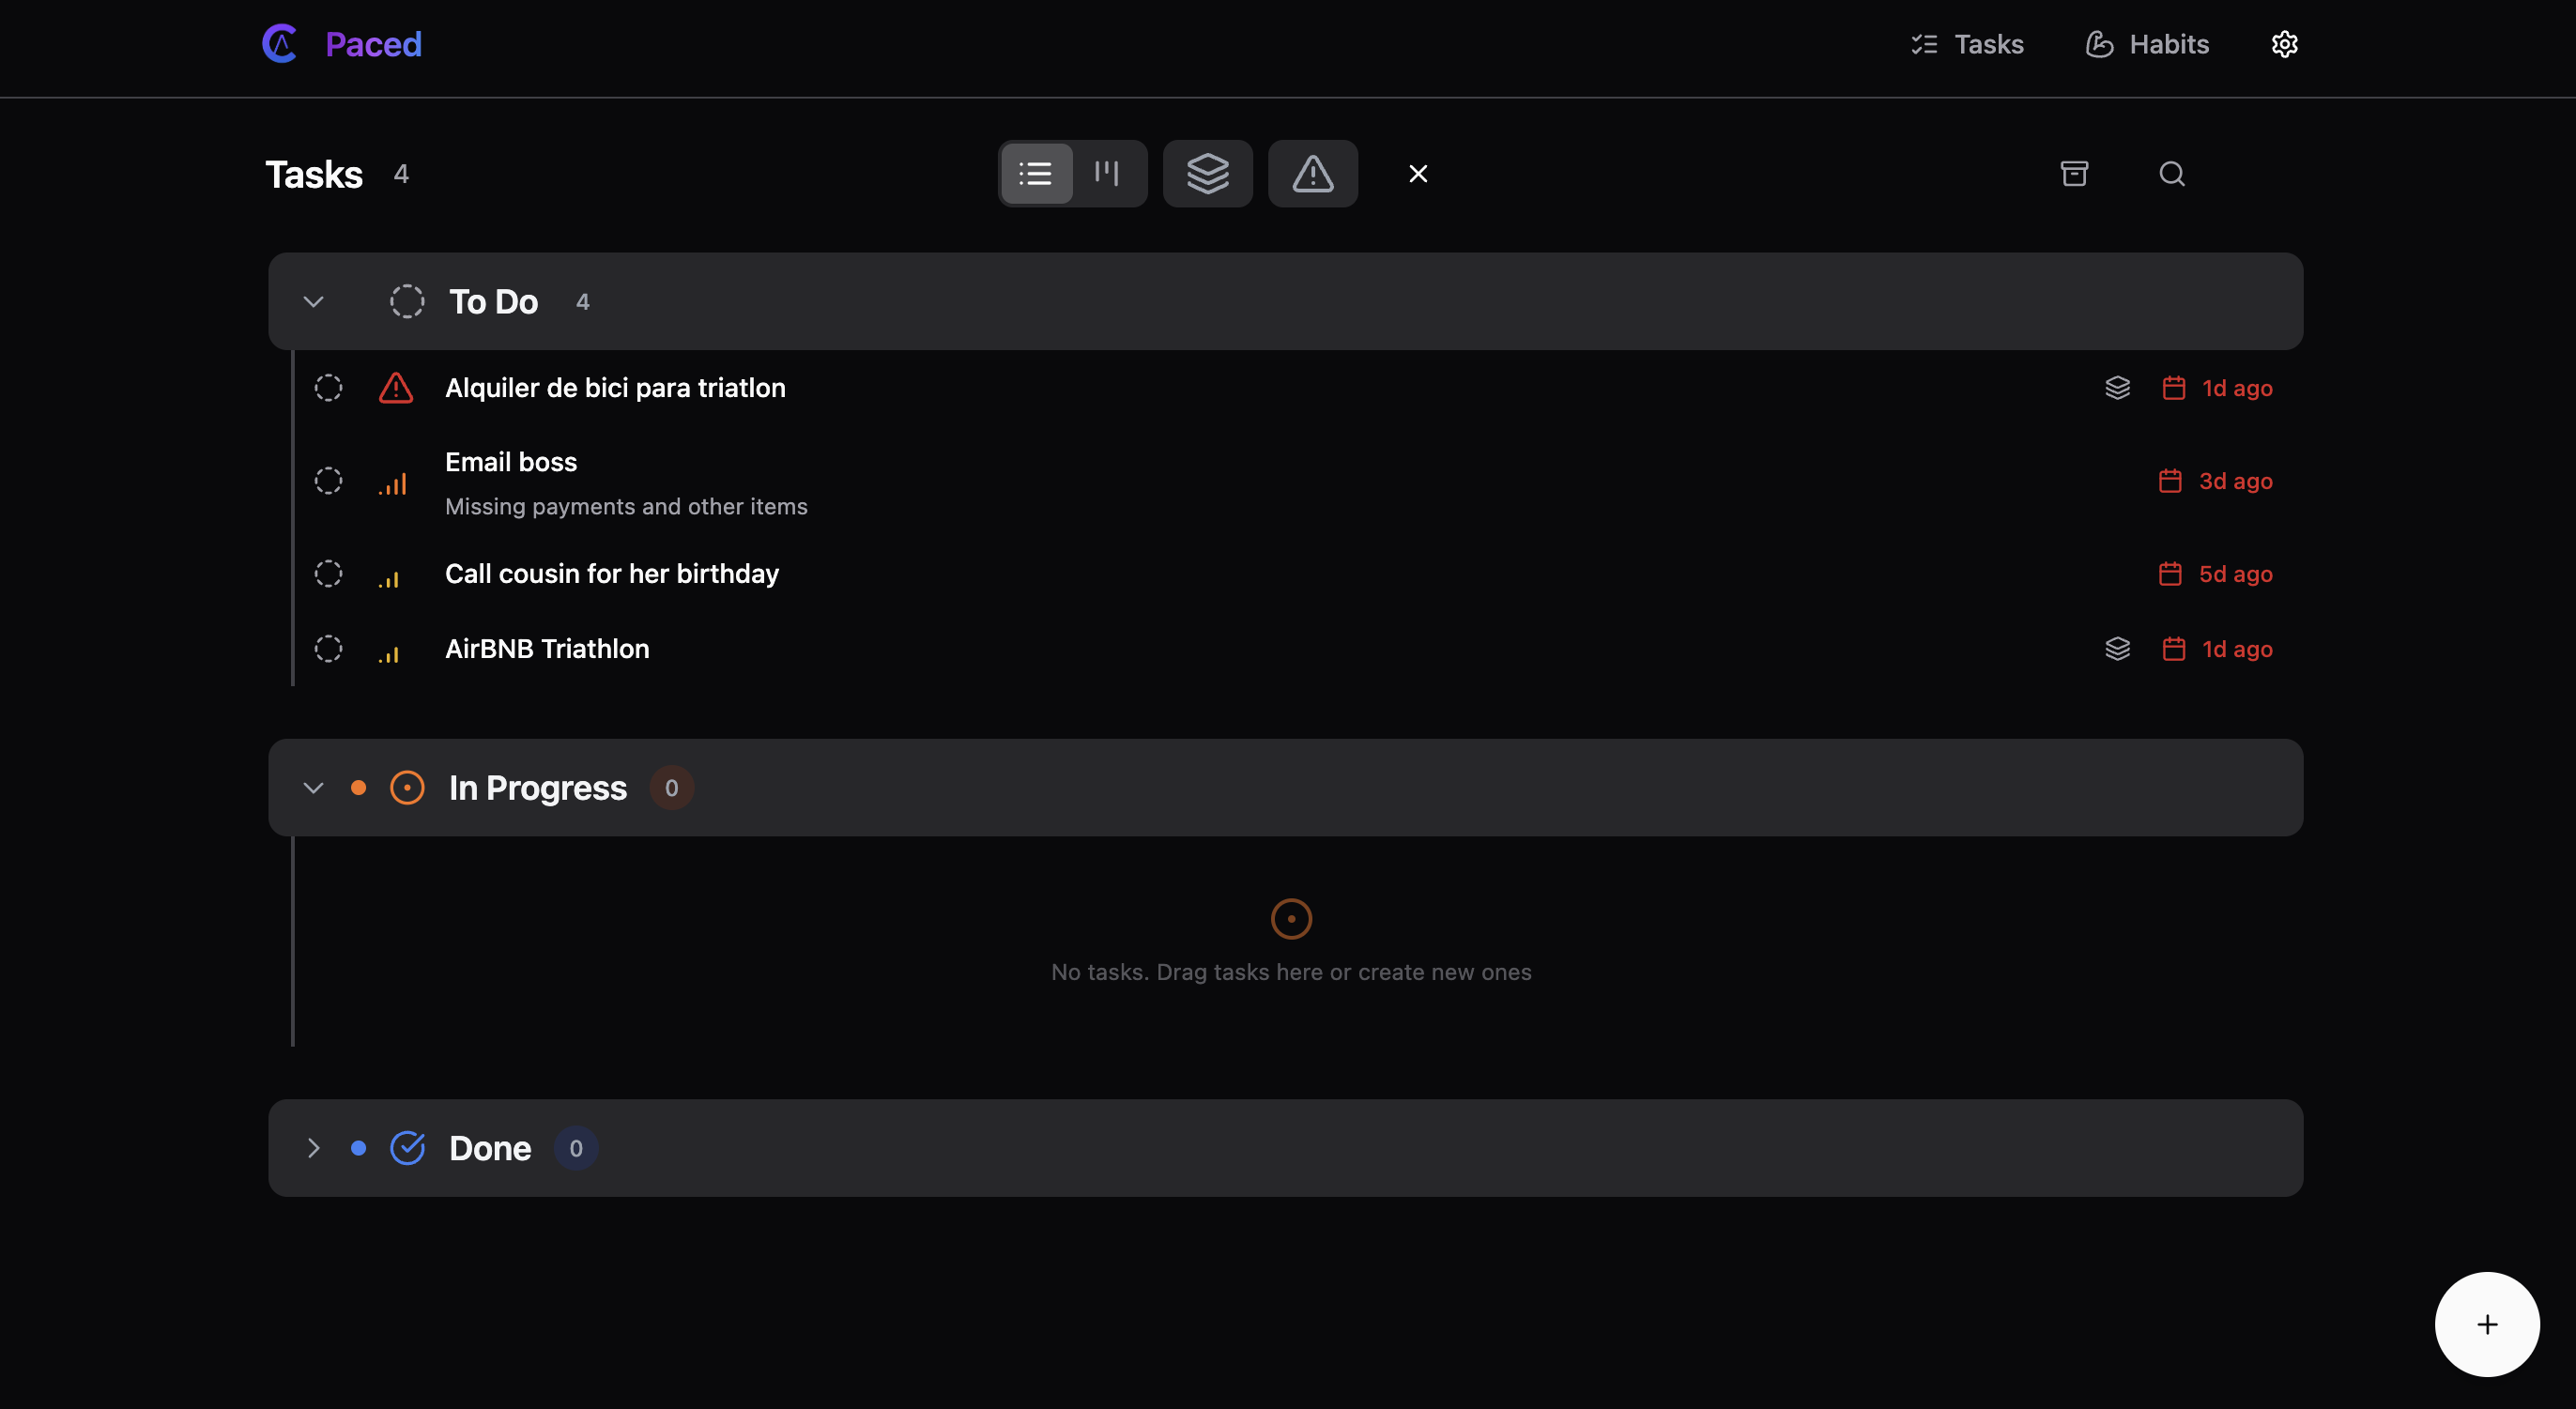 Paced
Tasks
Habits
Tasks 4
To Do 4
Alquiler de bici para triatlon
1d ago
Email boss
Missing payments and other items
3d ago
Call cousin for her birthday
5d ago
AirBNB Triathlon
1d ago
In Progress 0
No tasks. Drag tasks here or create new ones
Done 0